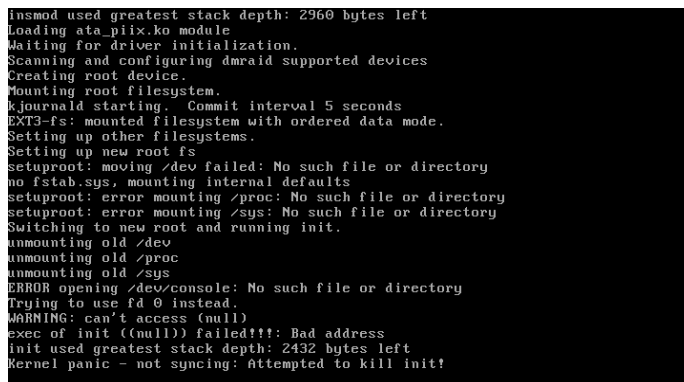 insmod used greatest stack depth: 2960 bytes left
Loading ata_piix.ko module
Waiting for driver initialization.
Scanning and configuring dmraid supported devices
Creating root device.
Mounting root filesystem.
kjournald starting.  Commit interval 5 seconds
EXT3-fs: mounted filesystem with ordered data mode.
Setting up other filesystems.
Setting up new root fs
setuproot: moving /dev failed: No such file or directory
no fstab.sys, mounting internal defaults
setuproot: error mounting /proc: No such file or directory
setuproot: error mounting /sys: No such file or directory
Switching to new root and running init.
unmounting old /dev
unmounting old /proc
unmounting old /sys
ERROR opening /dev/console: No such file or directory
Trying to use fd 0 instead.
WARNING: can't access (null)
exec of init ((null)) failed!!!: Bad address
init used greatest stack depth: 2432 bytes left
Kernel panic - not syncing: Attempted to kill init!